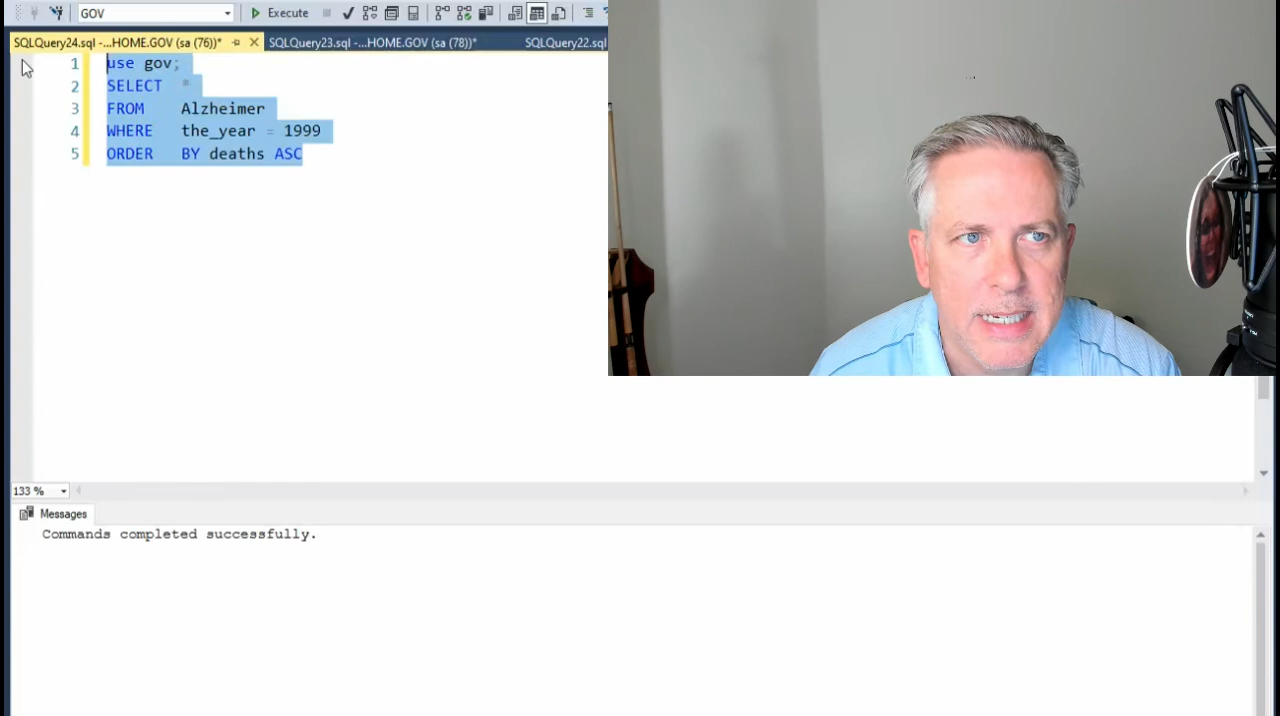 GOV
Execute
SQLQuery24.sql -...HOME.GOV (sa (76))*
SQLQuery23.sql -...HOME.GOV (sa (78))*
SQLQuery22.sql
1 use gov;
2 SELECT *
3 FROM Alzheimer
4 WHERE the_year = 1999
5 ORDER BY deaths ASC
133 %
Messages
Commands completed successfully.